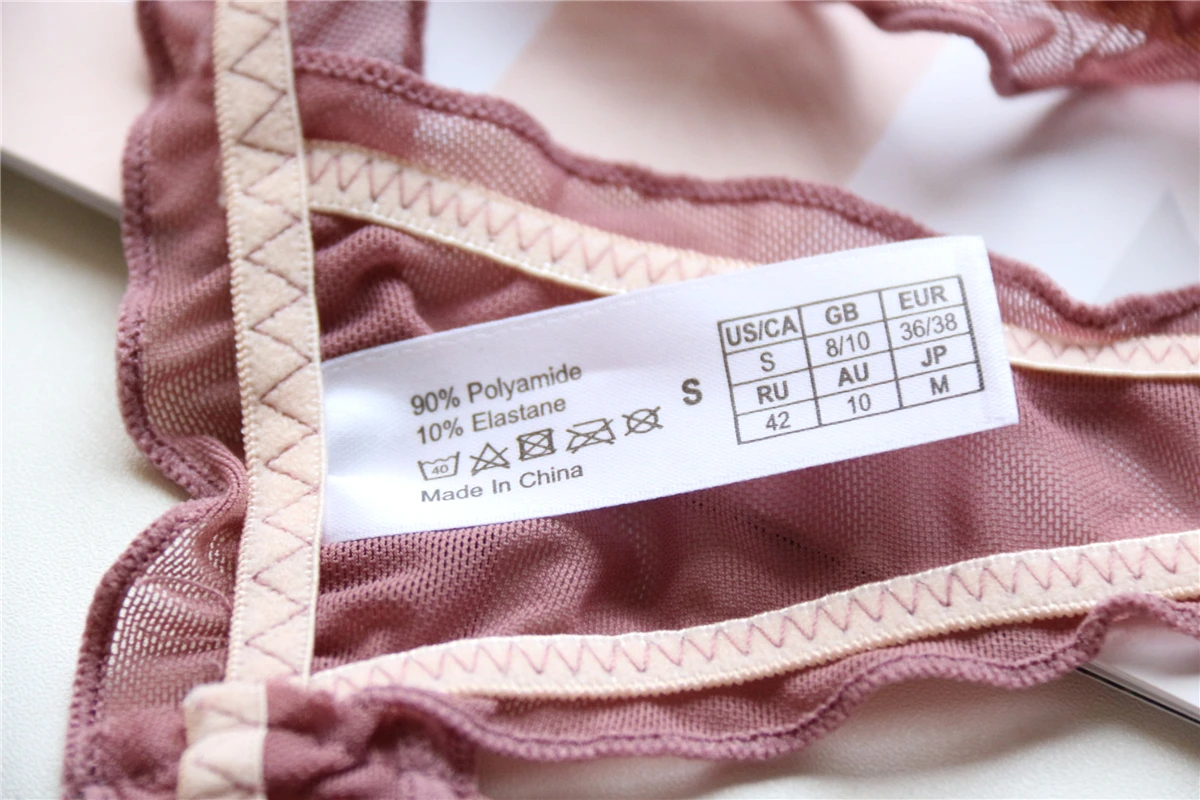 90% Polyamide
10% Elastane
40
Made In China
S
US/CA GB EUR
S 8/10 36/38
RU AU JP
42 10 M